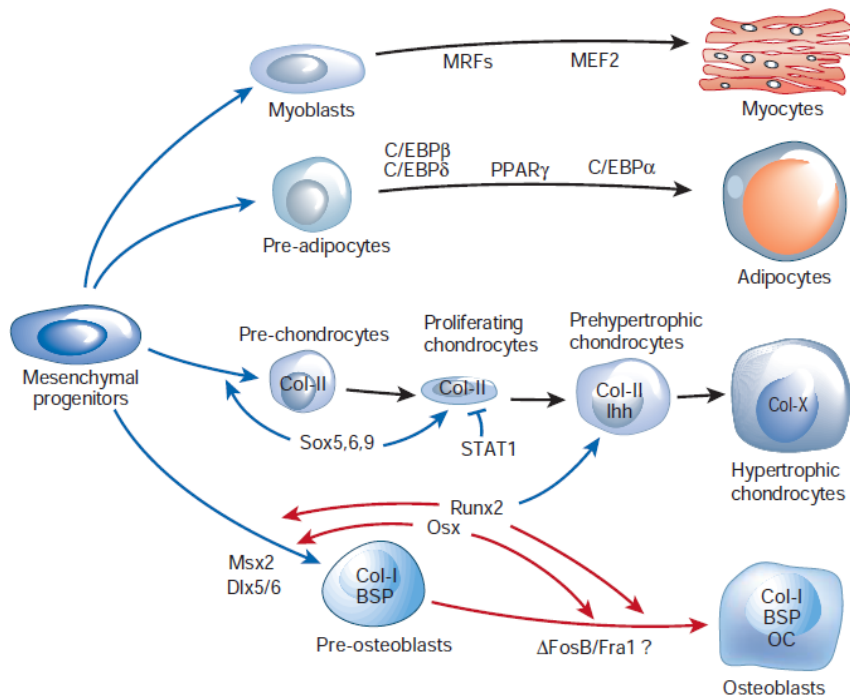 MRFs
MEF2
Myoblasts
Myocytes
C/EBPβ
C/EBPδ
PPARγ
C/EBPα
Pre-adipocytes
Adipocytes
Mesenchymal
progenitors
Pre-chondrocytes
Col-II
Proliferating
chondrocytes
Col-II
Prehypertrophic
chondrocytes
Col-II
Ihh
Col-X
Hypertrophic
chondrocytes
Sox5,6,9
STAT1
Runx2
Osx
Msx2
Dlx5/6
Col-I
BSP
Pre-osteoblasts
ΔFosB/Fra1 ?
Col-I
BSP
OC
Osteoblasts